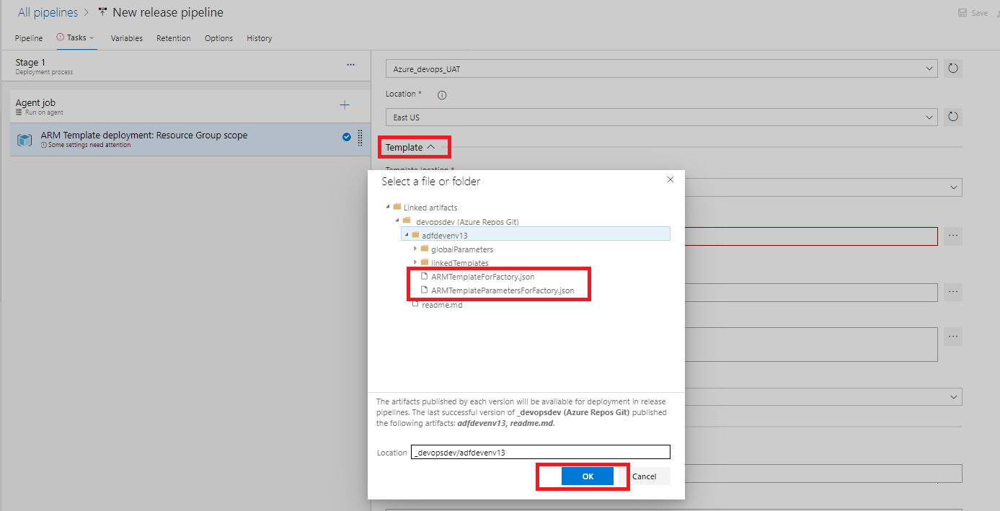 All pipelines > New release pipeline
Save
Pipeline Tasks Variables Retention Options History
Stage 1
Deployment process
Agent job
Run on agent
ARM Template deployment: Resource Group scope
Some settings need attention
Azure_devops_UAT
Location *
East US
Template
Template location *
Select a file or folder
Linked artifacts
_devopsdev (Azure Repos Git)
adfdevenv13
globalParameters
linkedTemplates
ARMTemplateForFactory.json
ARMTemplateParametersForFactory.json
readme.md
The artifacts published by each version will be available for deployment in release
pipelines. The last successful version of _devopsdev (Azure Repos Git) published
the following artifacts: adfdevenv13, readme.md.
Location _devopsdev/adfdevenv13
OK Cancel